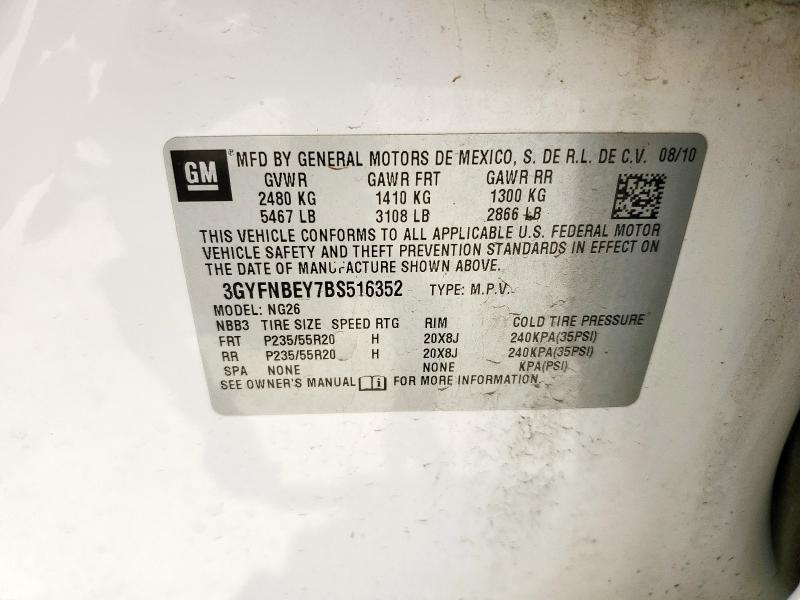 GM ® MFD BY GENERAL MOTORS DE MEXICO, S. DE R.L. DE C.V. 08/10
GVWR GAWR FRT GAWR RR
2480 KG 1410 KG 1300 KG
5467 LB 3108 LB 2866 LB
THIS VEHICLE CONFORMS TO ALL APPLICABLE U.S. FEDERAL MOTOR
VEHICLE SAFETY AND THEFT PREVENTION STANDARDS IN EFFECT ON
THE DATE OF MANUFACTURE SHOWN ABOVE.
3GYFNBEY7BS516352 TYPE: M.P.V.
MODEL: NG26
NBB3 TIRE SIZE SPEED RTG RIM COLD TIRE PRESSURE
FRT P235/55R20 H 20X8J 240KPA(35PSI)
RR P235/55R20 H 20X8J 240KPA(35PSI)
SPA NONE NONE KPA(PSI)
SEE OWNER'S MANUAL FOR MORE INFORMATION.